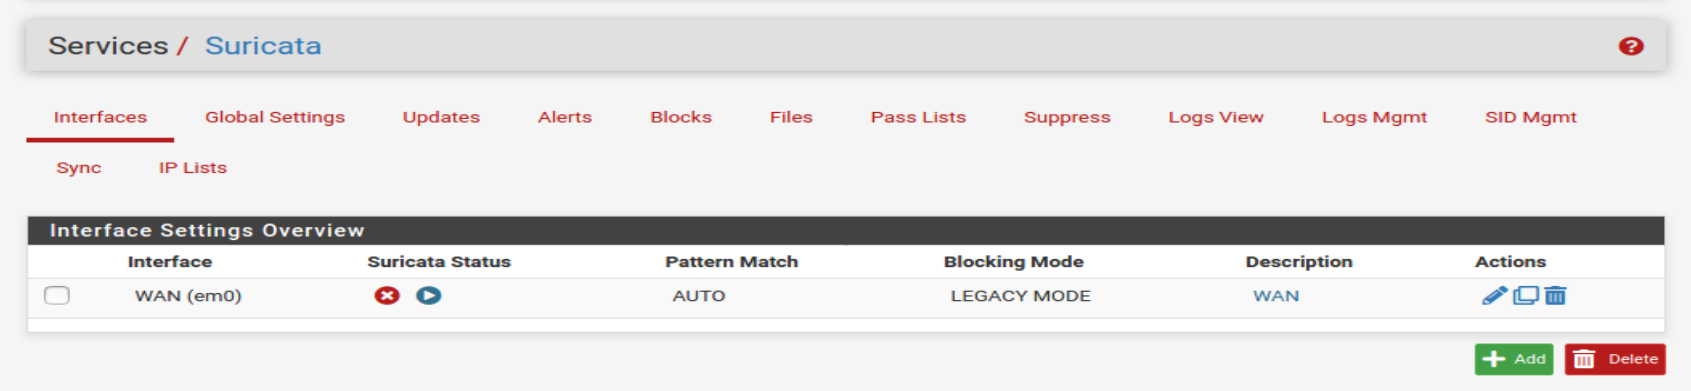 Services / Suricata
Interfaces Global Settings Updates Alerts Blocks Files Pass Lists Suppress Logs View Logs Mgmt SID Mgmt
Sync IP Lists
Interface Settings Overview
Interface Suricata Status Pattern Match Blocking Mode Description Actions
WAN (em0) AUTO LEGACY MODE WAN
Add Delete